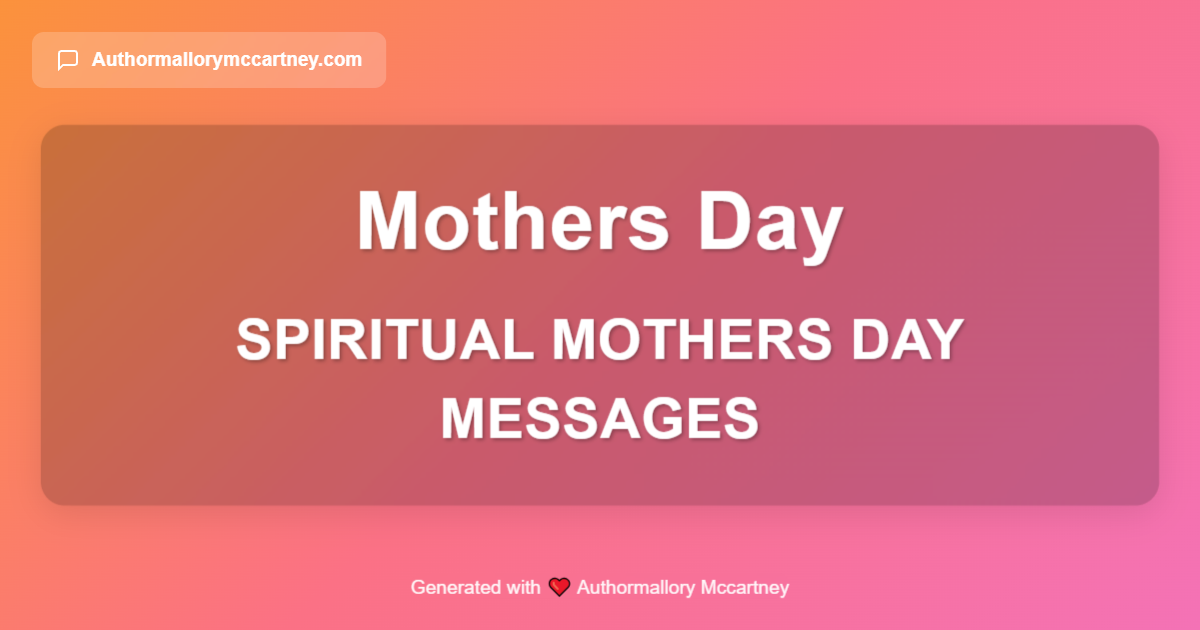 Authormallorymccartney.com
Mothers Day
SPIRITUAL MOTHERS DAY
MESSAGES
Generated with ❤️ Authormallory Mccartney